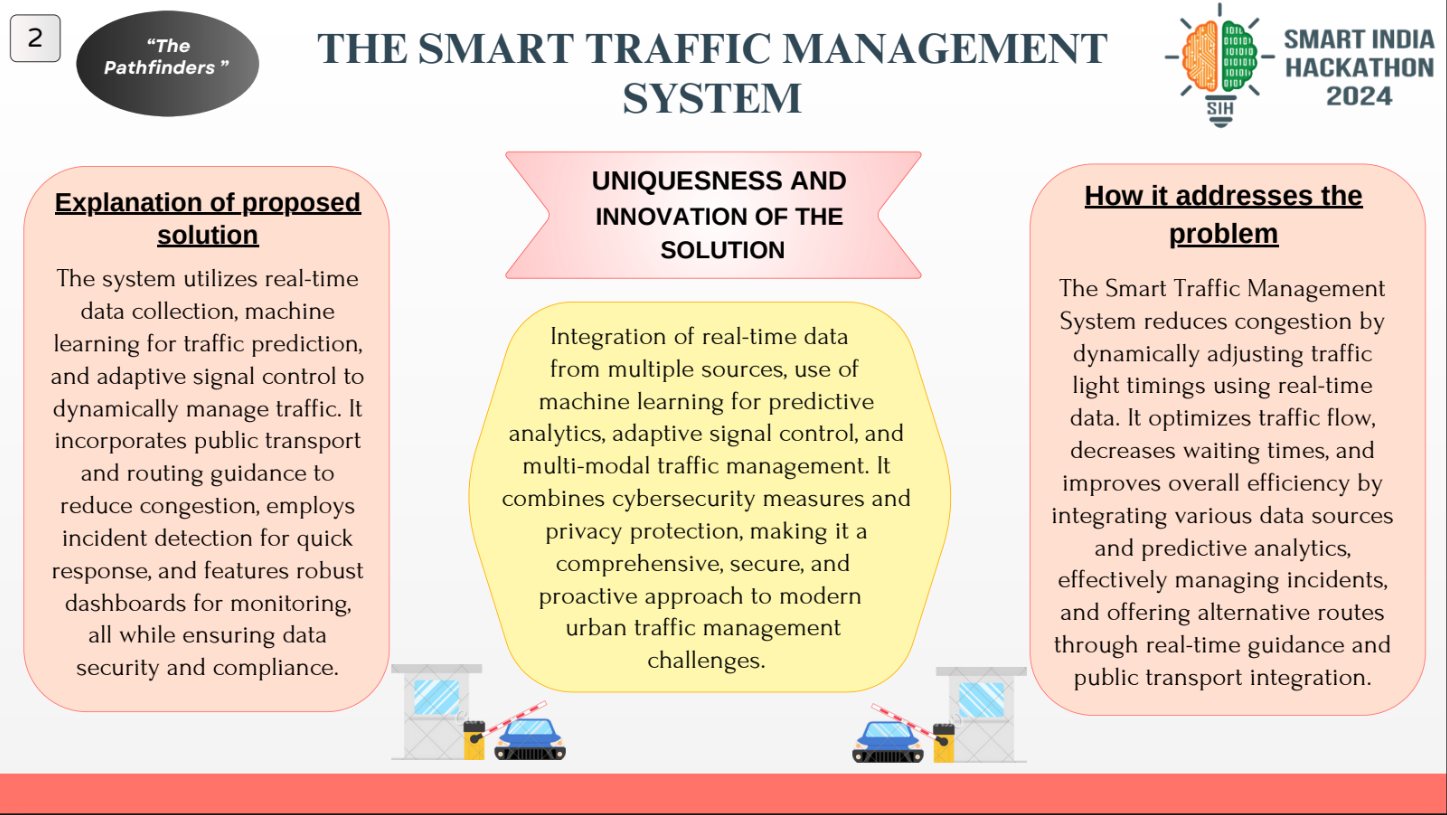 2
“The
Pathfinders ”
THE SMART TRAFFIC MANAGEMENT
SYSTEM
SIH
SMART INDIA
HACKATHON
2024
Explanation of proposed
solution
The system utilizes real-time
data collection, machine
learning for traffic prediction,
and adaptive signal control to
dynamically manage traffic. It
incorporates public transport
and routing guidance to
reduce congestion, employs
incident detection for quick
response, and features robust
dashboards for monitoring,
all while ensuring data
security and compliance.
UNIQUESNESS AND
INNOVATION OF THE
SOLUTION
Integration of real-time data
from multiple sources, use of
machine learning for predictive
analytics, adaptive signal control, and
multi-modal traffic management. It
combines cybersecurity measures and
privacy protection, making it a
comprehensive, secure, and
proactive approach to modern
urban traffic management
challenges.
How it addresses the
problem
The Smart Traffic Management
System reduces congestion by
dynamically adjusting traffic
light timings using real-time
data. It optimizes traffic flow,
decreases waiting times, and
improves overall efficiency by
integrating various data sources
and predictive analytics,
effectively managing incidents,
and offering alternative routes
through real-time guidance and
public transport integration.